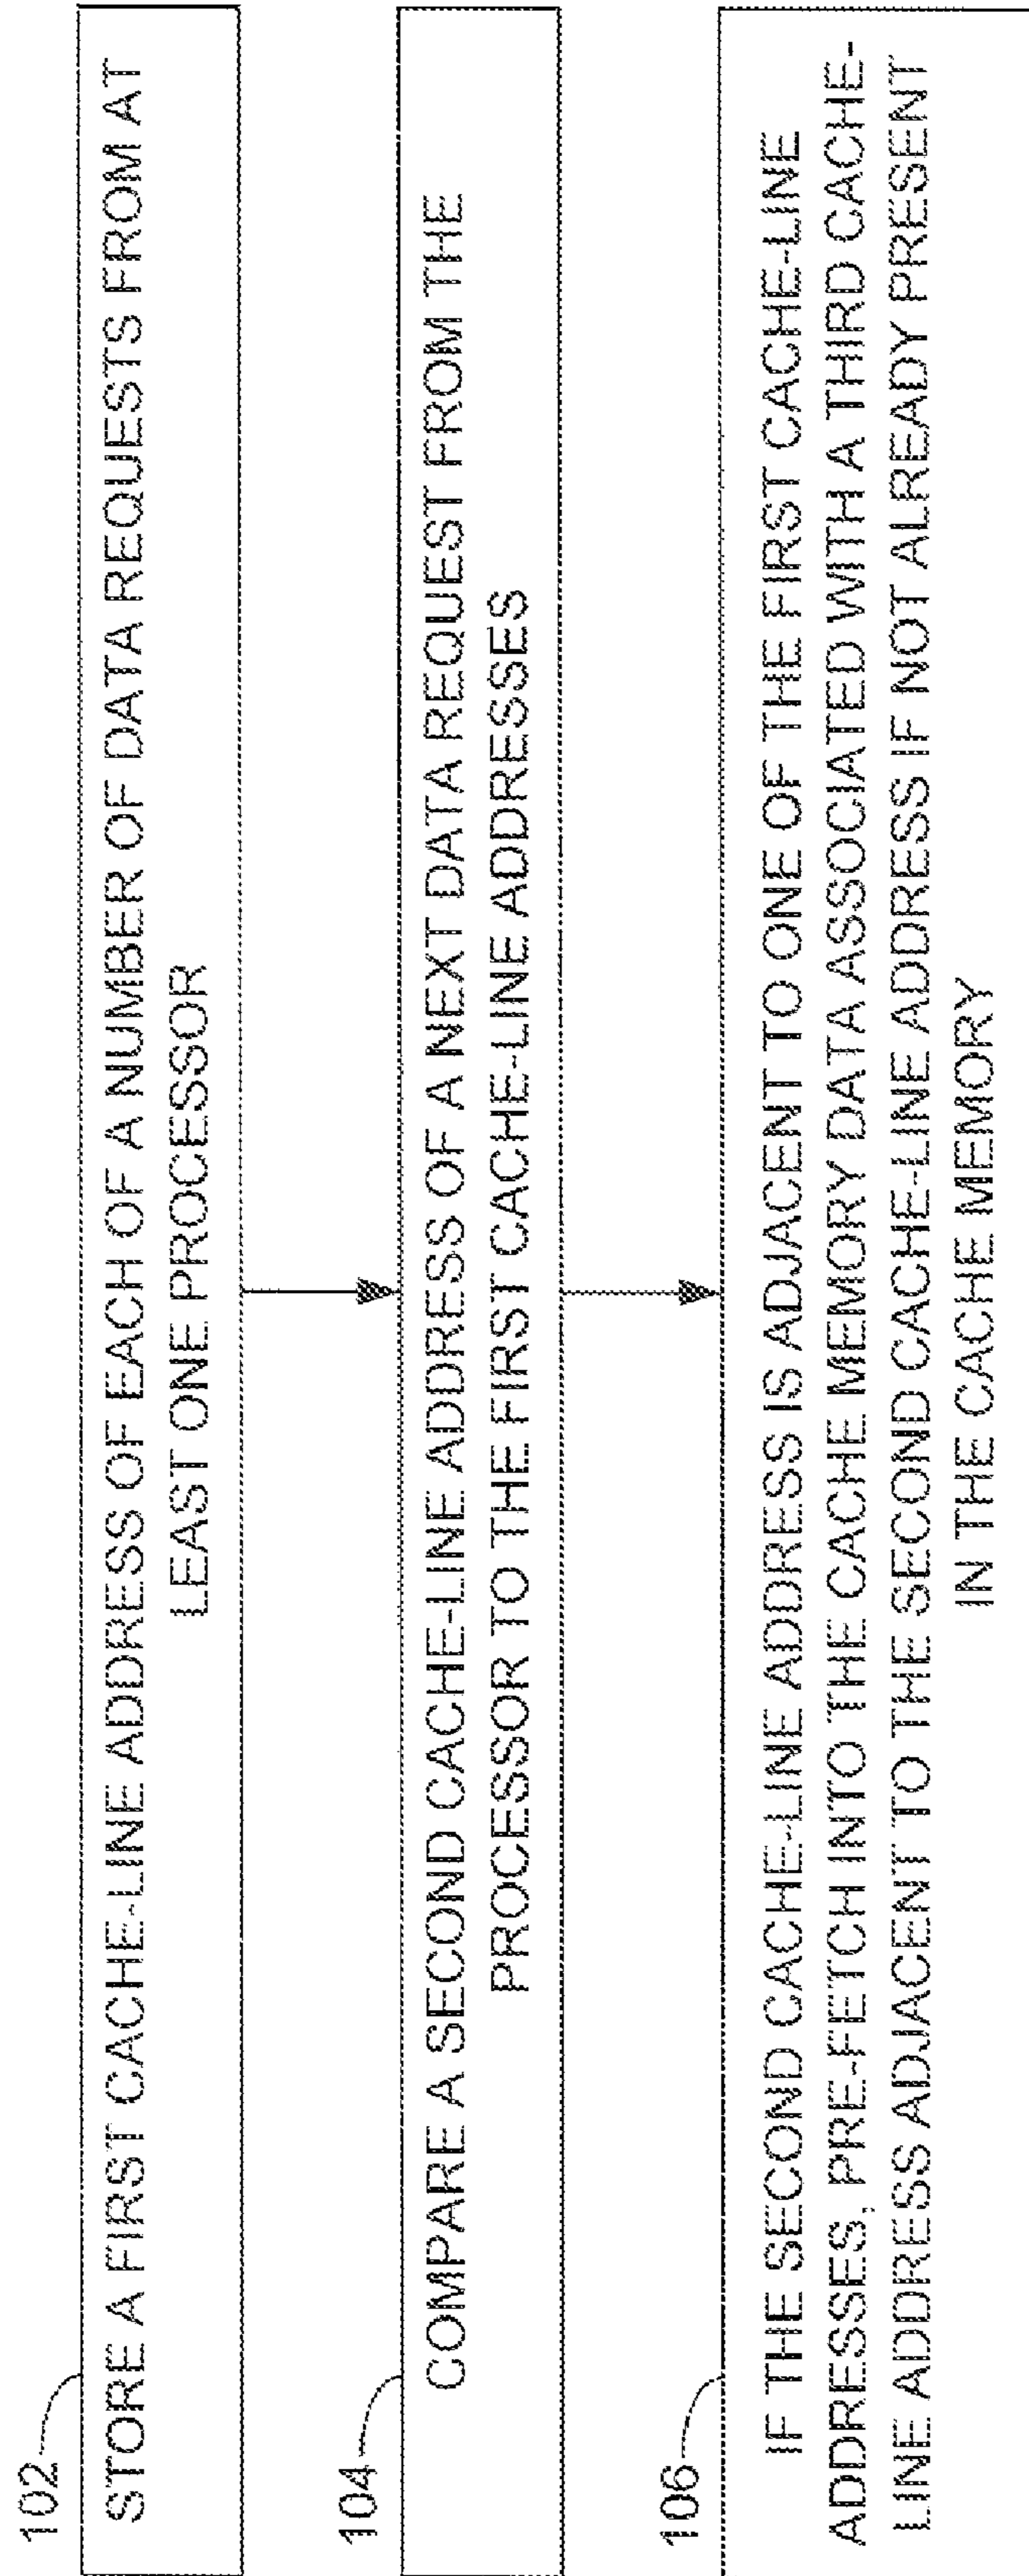 102
STORE A FIRST CACHE-LINE ADDRESS OF EACH OF A NUMBER OF DATA REQUESTS FROM AT
LEAST ONE PROCESSOR
104
COMPARE A SECOND CACHE-LINE ADDRESS OF A NEXT DATA REQUEST FROM THE
PROCESSOR TO THE FIRST CACHE-LINE ADDRESSES
106
IF THE SECOND CACHE-LINE ADDRESS IS ADJACENT TO ONE OF THE FIRST CACHE-LINE
ADDRESSES, PRE-FETCH INTO THE CACHE MEMORY DATA ASSOCIATED WITH A THIRD CACHE-
LINE ADDRESS ADJACENT TO THE SECOND CACHE-LINE ADDRESS IF NOT ALREADY PRESENT
IN THE CACHE MEMORY